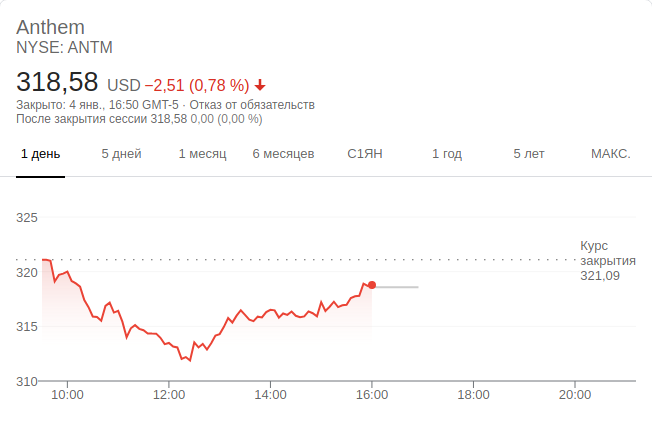 Anthem
NYSE: ANTM
318,58 USD −2,51 (0,78 %)
Закрыто: 4 янв., 16:50 GMT-5 · Отказ от обязательств
После закрытия сессии 318,58 0,00 (0,00 %)
1 день 5 дней 1 месяц 6 месяцев С1ЯН 1 год 5 лет МАКС.
325
Курс
закрытия
321,09
320
315
310
10:00 12:00 14:00 16:00 18:00 20:00